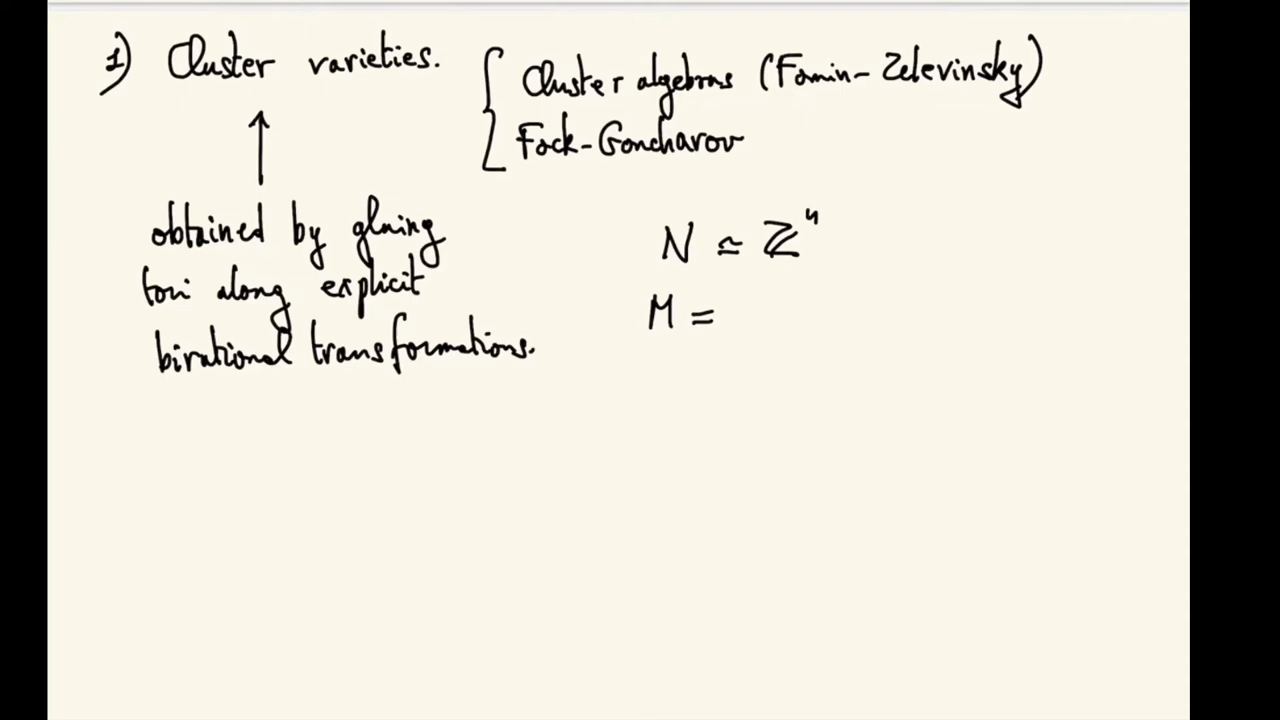 1) Cluster varieties. { Cluster algebras (Fomin-Zelevinsky)
Fock-Goncharov
↑
obtained by gluing
tori along explicit
birational transformations.
N ≃ ℤⁿ
M =